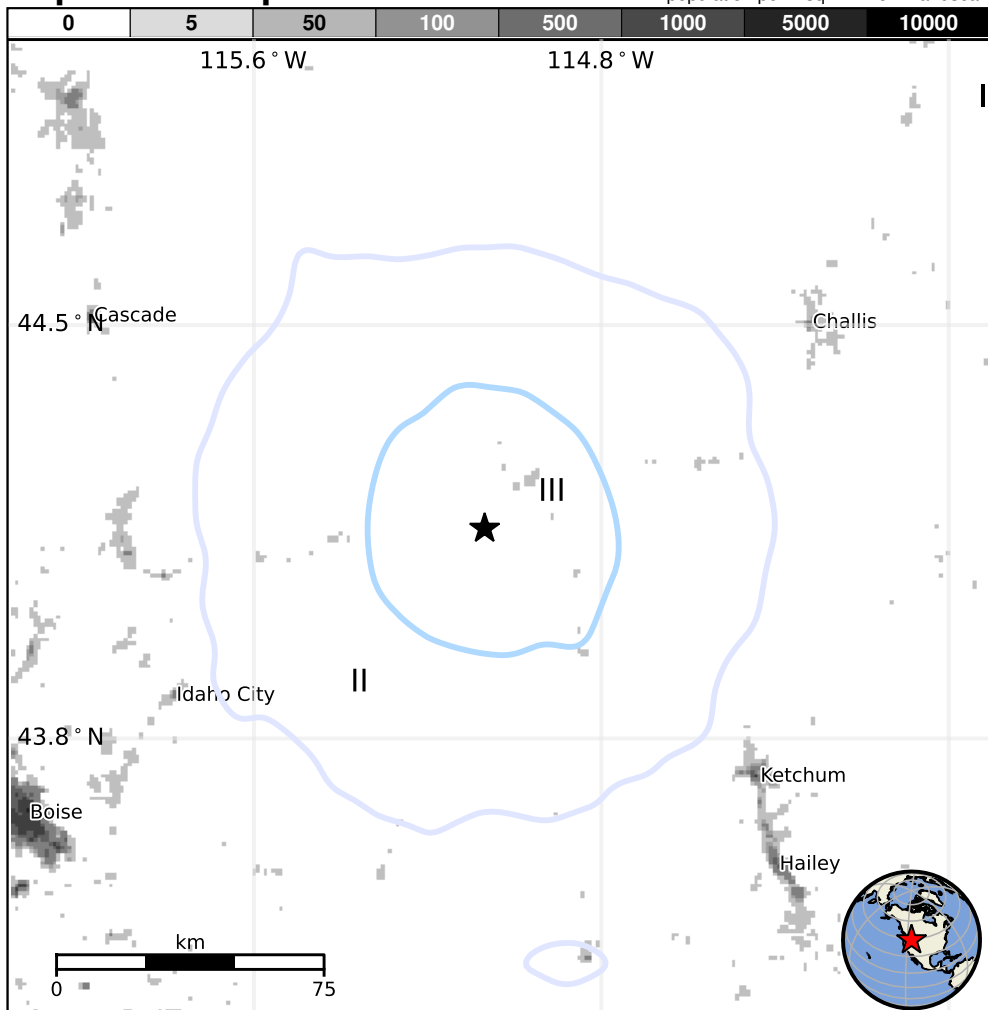 0 5 50 100 500 1000 5000 10000
115.6°W 114.8°W
I
44.5°N
Cascade
Challis
III
II
Idaho City
43.8°N
Ketchum
Boise
Hailey
km
0 75